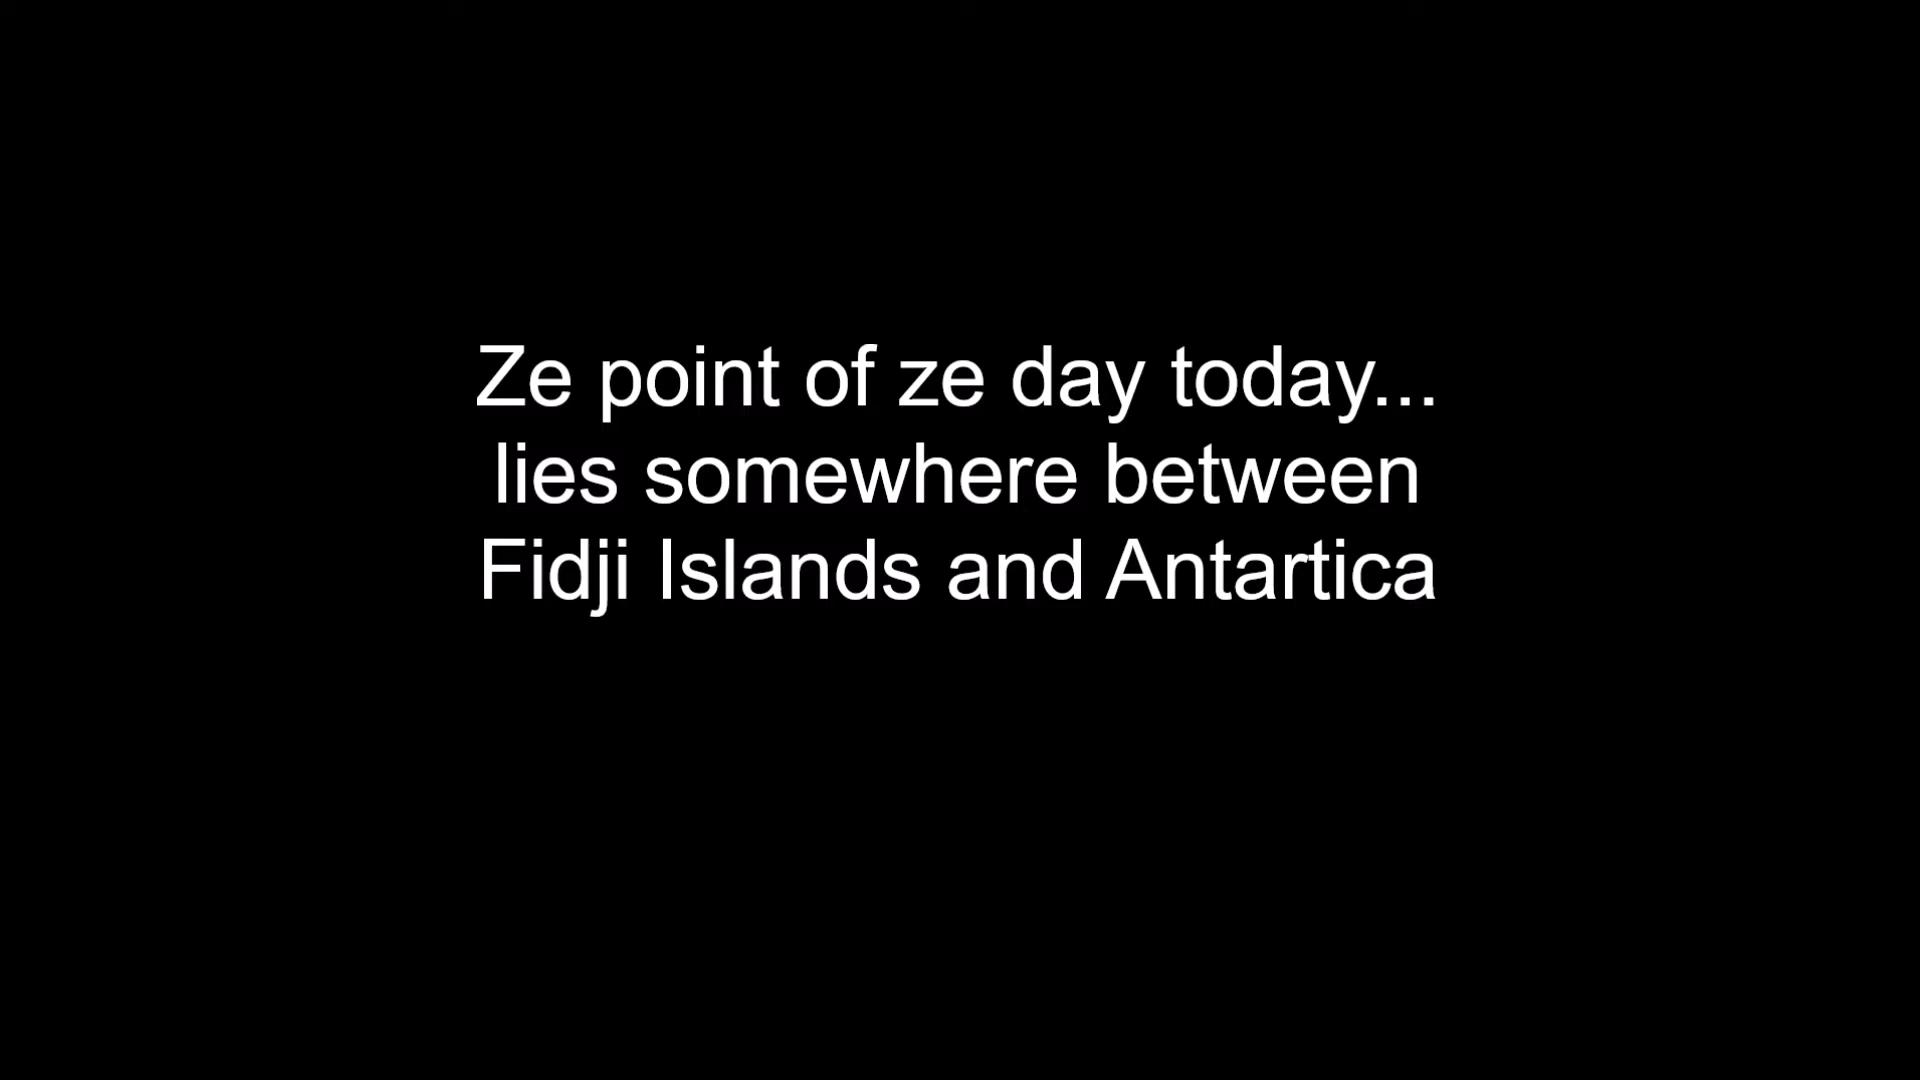 Ze point of ze day today...
lies somewhere between
Fidji Islands and Antartica